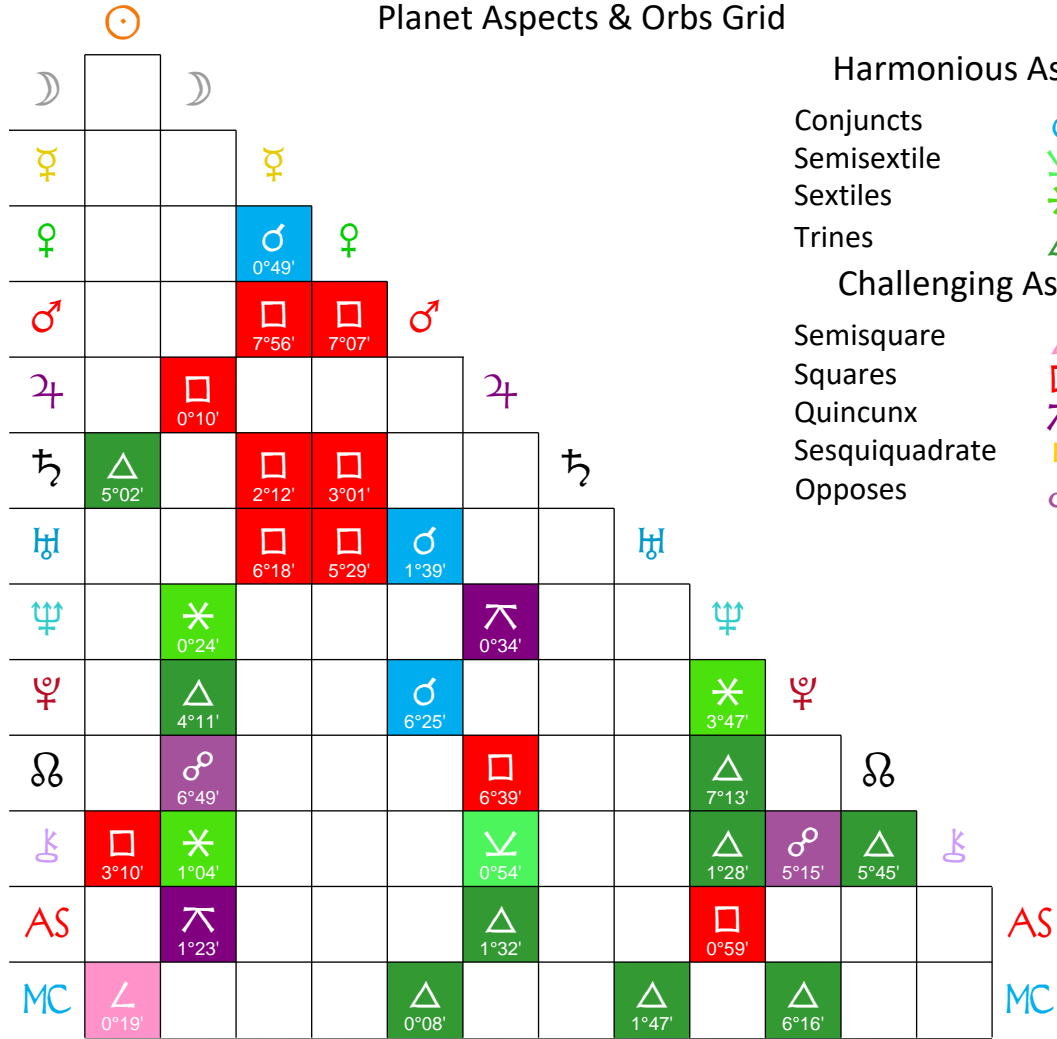 Planet Aspects & Orbs Grid
Harmonious As
Conjuncts
Semisextile
Sextiles
Trines
Challenging As
Semisquare
Squares
Quincunx
Sesquiquadrate
Opposes
0°49'
7°56' 7°07'
0°10'
5°02' 2°12' 3°01'
6°18' 5°29' 1°39'
0°24' 0°34'
4°11' 6°25' 3°47'
6°49' 6°39' 7°13'
3°10' 1°04' 0°54' 1°28' 5°15' 5°45'
AS 1°23' 1°32' 0°59' AS
MC 0°19' 0°08' 1°47' 6°16' MC